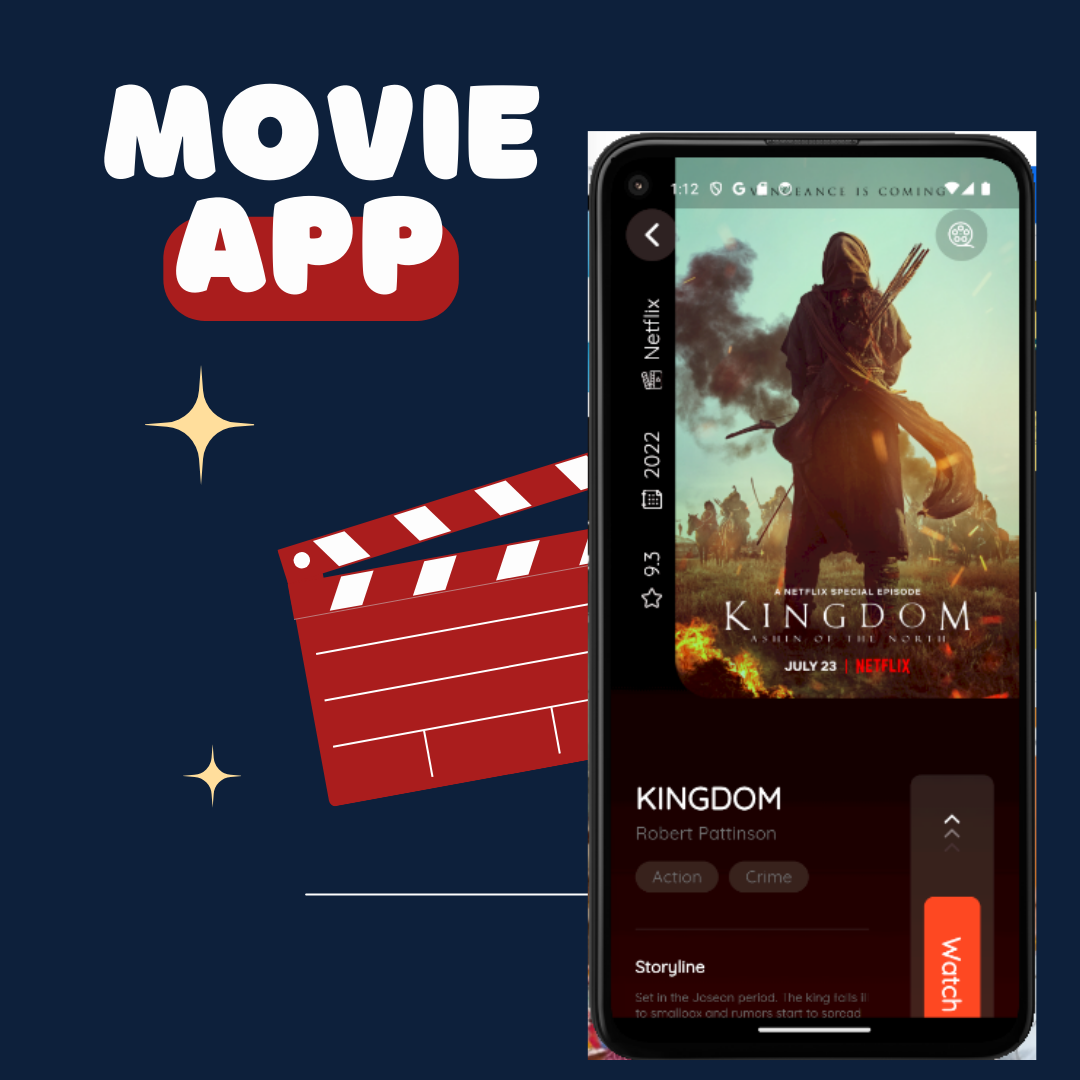 MOVIE
APP
1:12
VENGEANCE IS COMING
Netflix
2022
9.3
A NETFLIX SPECIAL EPISODE
KINGDOM
ASHIN OF THE NORTH
JULY 23 | NETFLIX
KINGDOM
Robert Pattinson
Action
Crime
Storyline
Set in the Joseon period. The king falls ill
to smallpox and rumors start to spread
Watch